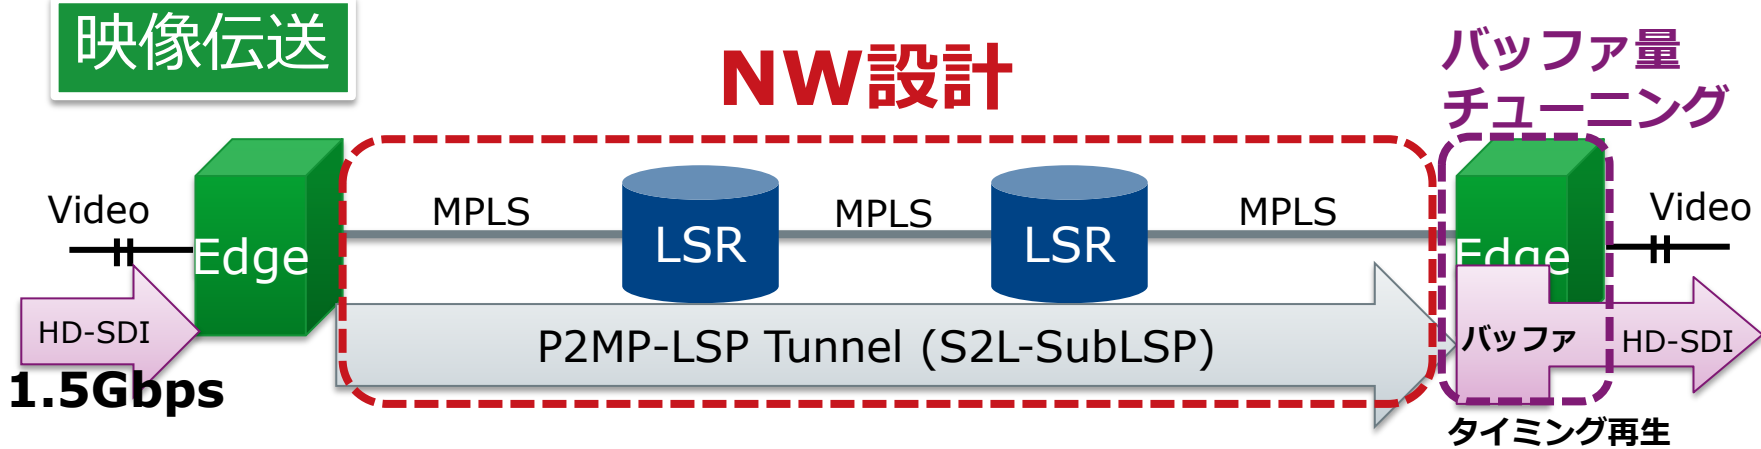 映像伝送
NW設計
バッファ量
チューニング
Video
Edge
MPLS
LSR
MPLS
LSR
MPLS
Edge
Video
HD-SDI
1.5Gbps
P2MP-LSP Tunnel (S2L-SubLSP)
バッファ
HD-SDI
タイミング再生